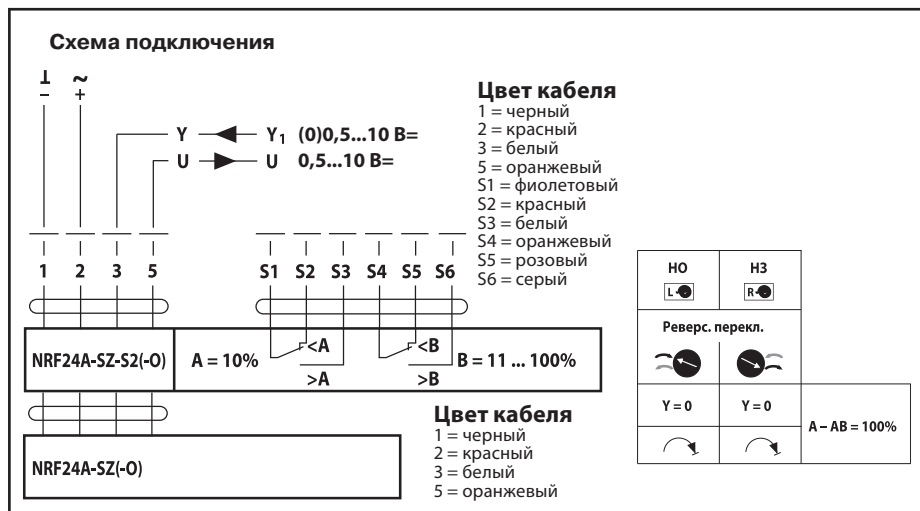 Схема подключения
⊥ ~
– +
Y Y1 (0)0,5...10 В=
U U 0,5...10 В=
Цвет кабеля
1 = черный
2 = красный
3 = белый
5 = оранжевый
S1 = фиолетовый
S2 = красный
S3 = белый
S4 = оранжевый
S5 = розовый
S6 = серый
1 2 3 5 S1 S2 S3 S4 S5 S6
NRF24A-SZ-S2(-O)
A = 10%
<A
>A
<B
>B
B = 11 ... 100%
NRF24A-SZ(-O)
Цвет кабеля
1 = черный
2 = красный
3 = белый
5 = оранжевый
НО НЗ
L R
Реверс. перекл.
Y = 0 Y = 0
A – AB = 100%